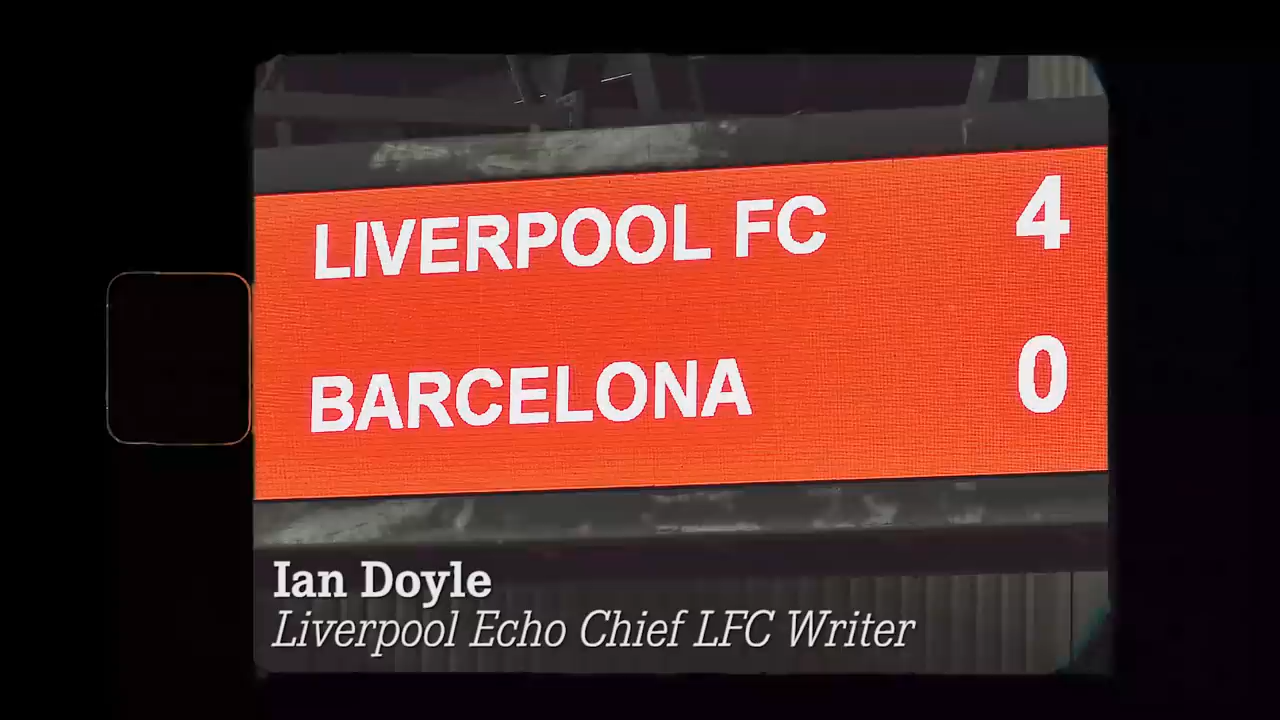 LIVERPOOL FC 4
BARCELONA 0
Ian Doyle
Liverpool Echo Chief LFC Writer